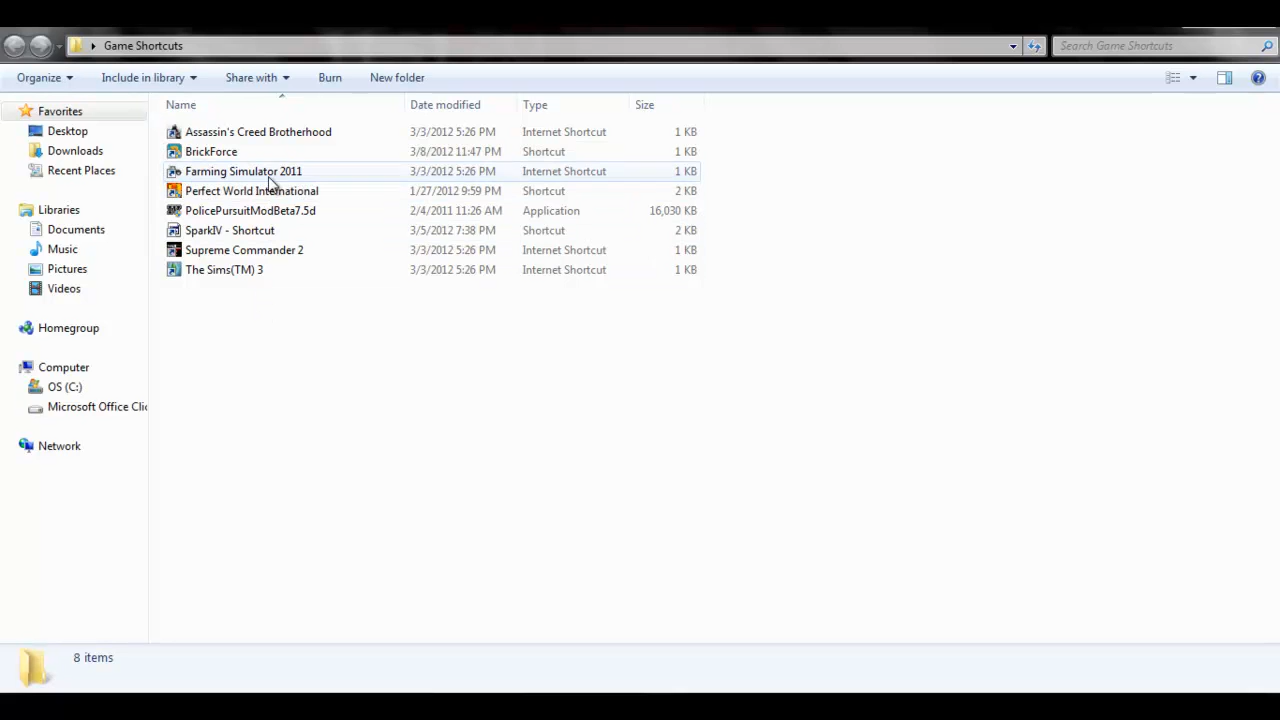 Game Shortcuts
Search Game Shortcuts
Organize Include in library Share with Burn New folder
Name Date modified Type Size
Favorites
Desktop
Downloads
Recent Places
Libraries
Documents
Music
Pictures
Videos
Homegroup
Computer
OS (C:)
Microsoft Office Clic
Network
Assassin's Creed Brotherhood 3/3/2012 5:26 PM Internet Shortcut 1 KB
BrickForce 3/8/2012 11:47 PM Shortcut 2 KB
Farming Simulator 2011 3/3/2012 5:26 PM Internet Shortcut 1 KB
Perfect World International 1/27/2012 9:59 PM Shortcut 2 KB
PolicePursuitModBeta7.5d 2/4/2011 11:26 AM Application 16,030 KB
SparkIV - Shortcut 3/5/2012 7:38 PM Shortcut 2 KB
Supreme Commander 2 3/3/2012 5:26 PM Internet Shortcut 1 KB
The Sims(TM) 3 3/3/2012 5:26 PM Internet Shortcut 1 KB
8 items